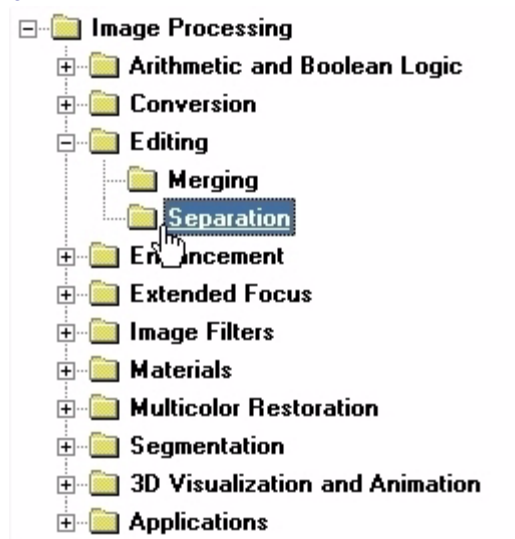 Image Processing
Arithmetic and Boolean Logic
Conversion
Editing
Merging
Separation
Enhancement
Extended Focus
Image Filters
Materials
Multicolor Restoration
Segmentation
3D Visualization and Animation
Applications